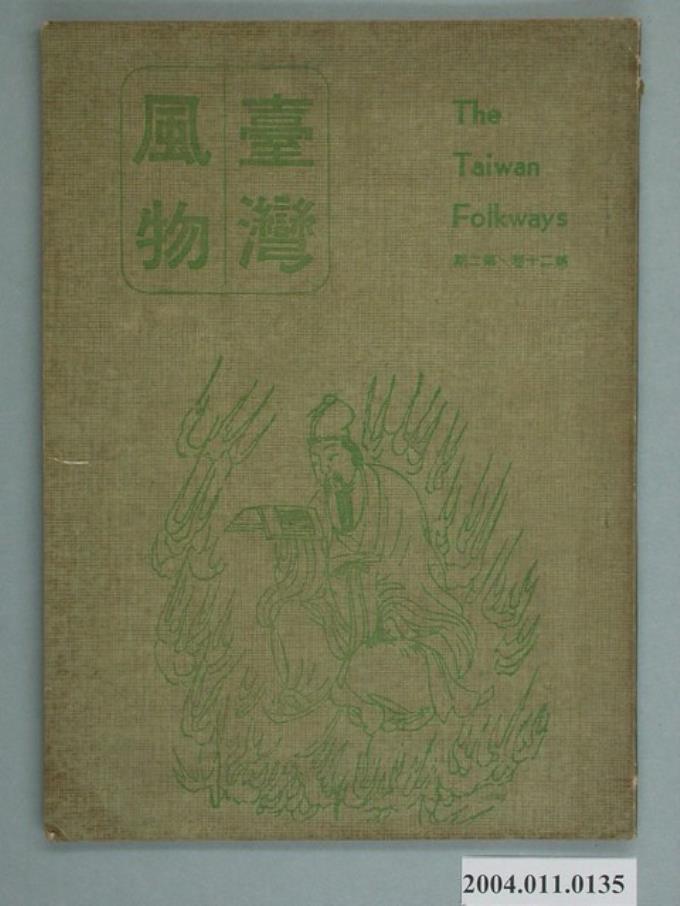 臺灣
風物
The
Taiwan
Folkways
第二十卷、第二期
2004.011.0135